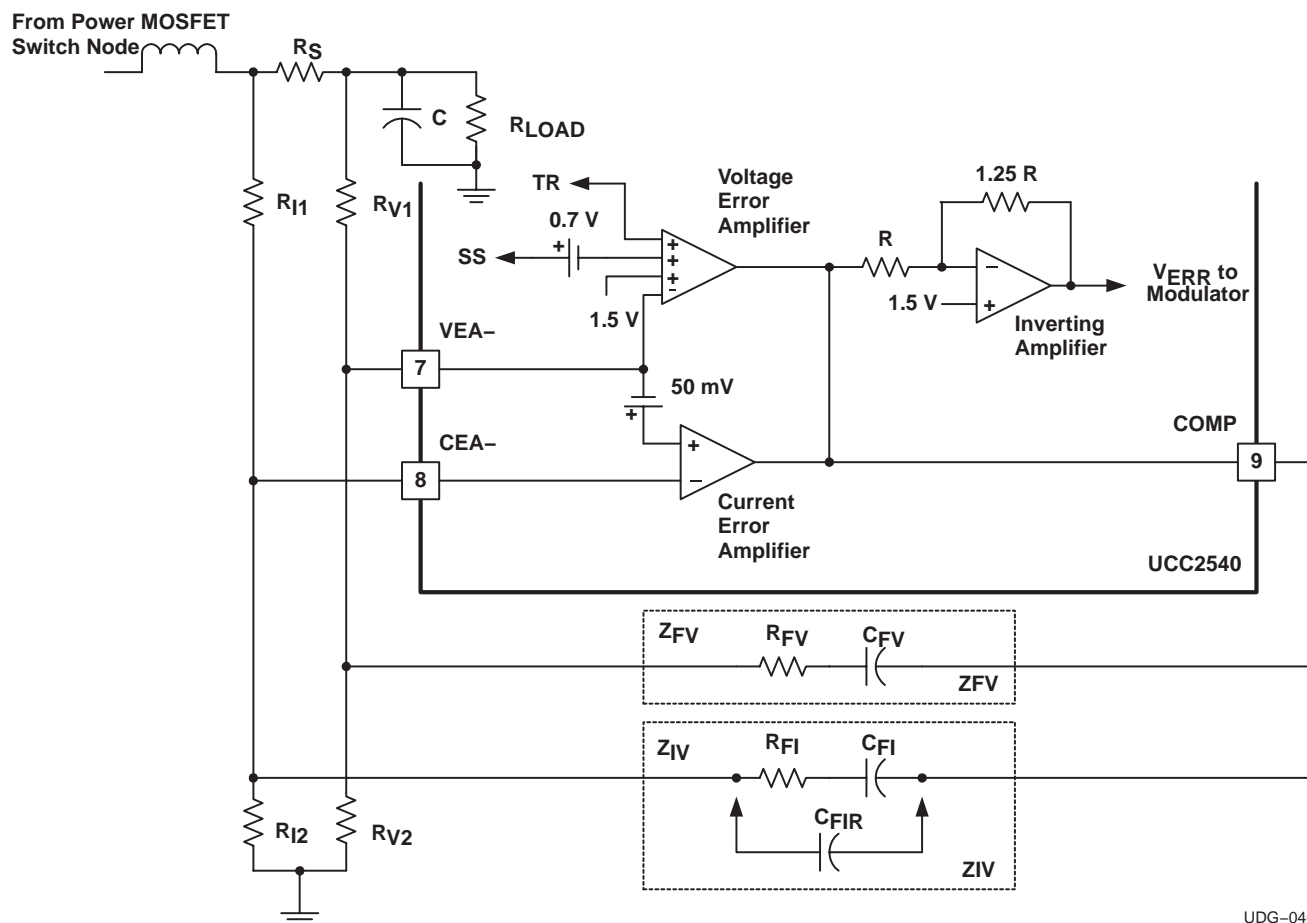 From Power MOSFET
Switch Node
RS
C
RLOAD
RI1
RV1
TR
0.7 V
SS
+
+
+
+
-
1.5 V
Voltage
Error
Amplifier
1.25 R
R
−
+
1.5 V
VERR to
Modulator
Inverting
Amplifier
VEA−
7
50 mV
+
CEA−
8
+
−
Current
Error
Amplifier
COMP
9
UCC2540
ZFV
RFV
CFV
ZFV
ZIV
RFI
CFI
CFIR
ZIV
RI2
RV2
UDG−04